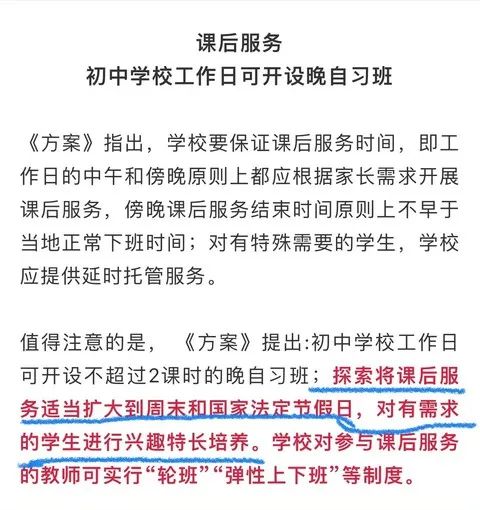 课后服务
初中学校工作日可开设晚自习班
《方案》指出，学校要保证课后服务时间，即工
作日的中午和傍晚原则上都应根据家长需求开展
课后服务，傍晚课后服务结束时间原则上不早于
当地正常下班时间；对有特殊需要的学生，学校
应提供延时托管服务。
值得注意的是， 《方案》提出:初中学校工作日
可开设不超过2课时的晚自习班；探索将课后服
务适当扩大到周末和国家法定节假日，对有需求
的学生进行兴趣特长培养。学校对参与课后服务
的教师可实行“轮班”“弹性上下班”等制度。